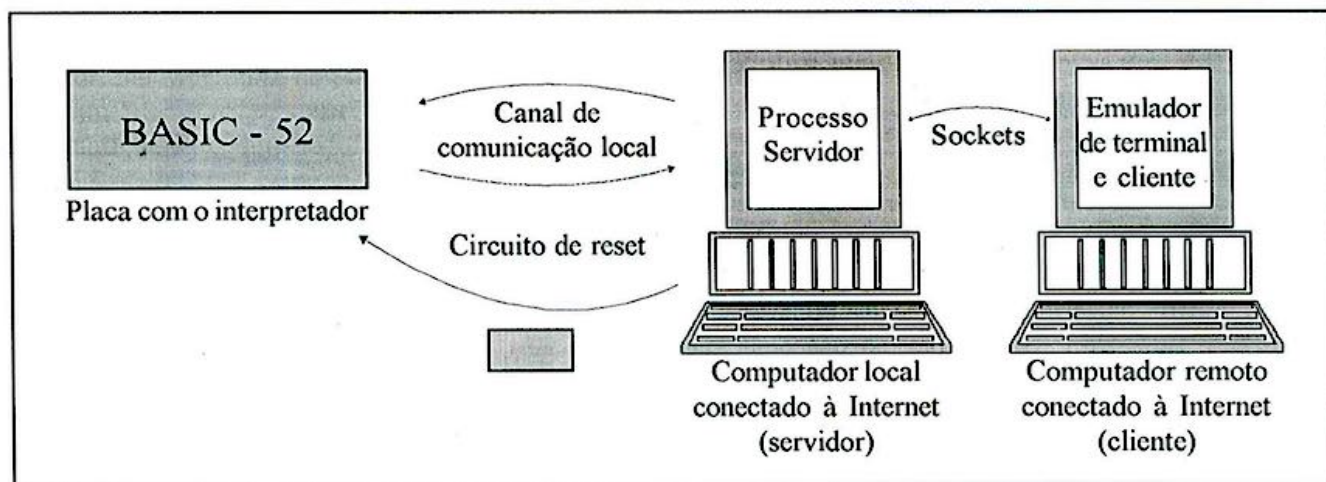 BASIC - 52
Placa com o interpretador
Canal de
comunicação local
Circuito de reset
Processo
Servidor
Sockets
Emulador
de terminal
e cliente
Computador local
conectado à Internet
(servidor)
Computador remoto
conectado à Internet
(cliente)